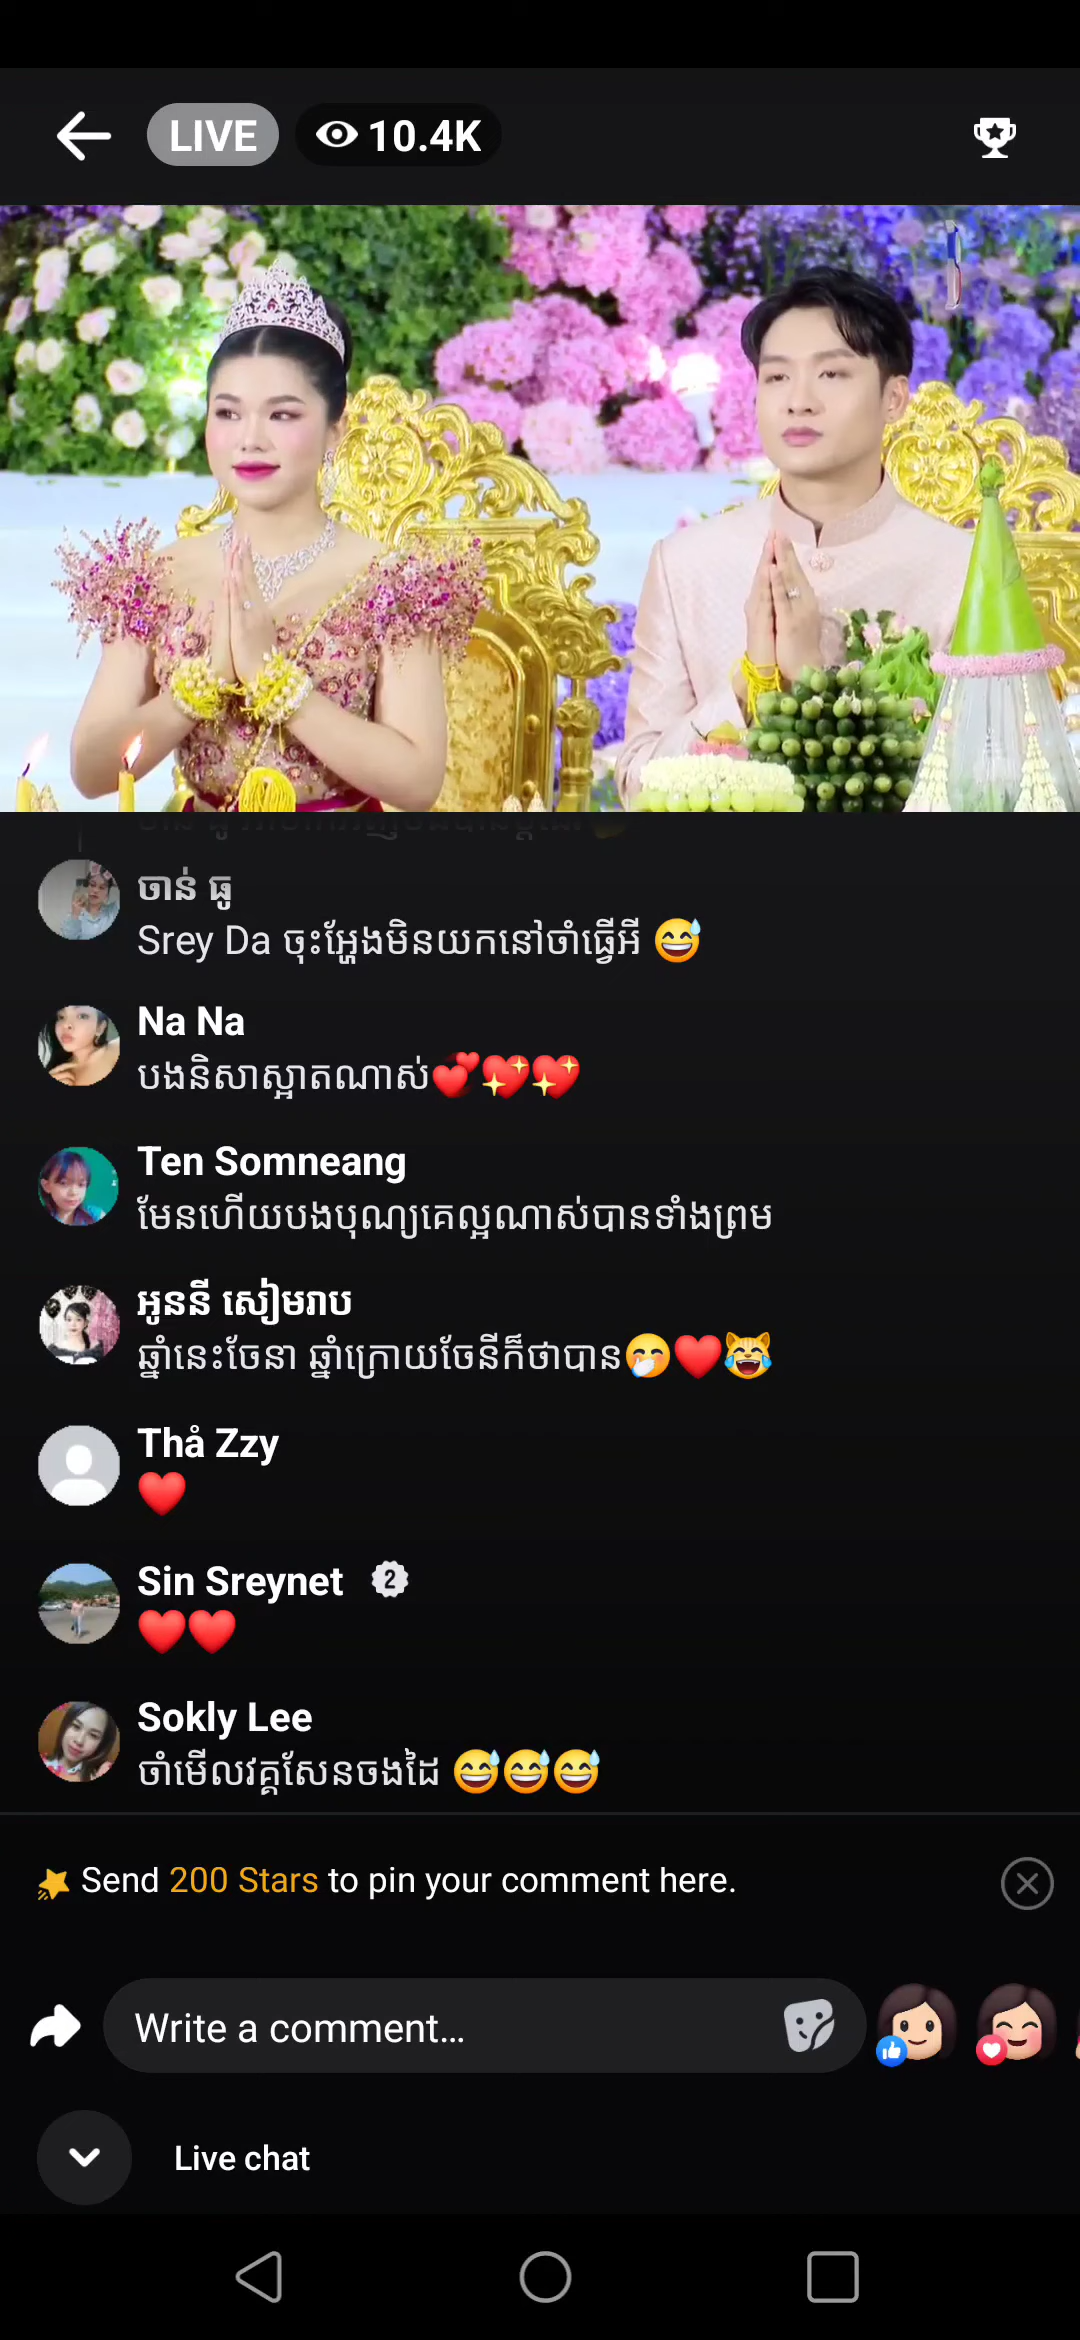 LIVE
10.4K
ចាន់ ធូ
Srey Da ចុះអ្ហែងមិនយកនៅចាំធ្វើអី 😅
Na Na
បងនិសាស្អាតណាស់💞💖💖
Ten Somneang
មែនហើយបងបុណ្យគេល្អណាស់បានទាំងព្រម
អូននី សៀមរាប
ឆ្នាំនេះចែនា ឆ្នាំក្រោយចែនីក៏ថាបាន🤭❤️😹
Thả Zzy
❤️
Sin Sreynet 2
❤️❤️
Sokly Lee
ចាំមើលវគ្គសែនចងដៃ 😅😅😅
Send 200 Stars to pin your comment here.
Write a comment...
Live chat